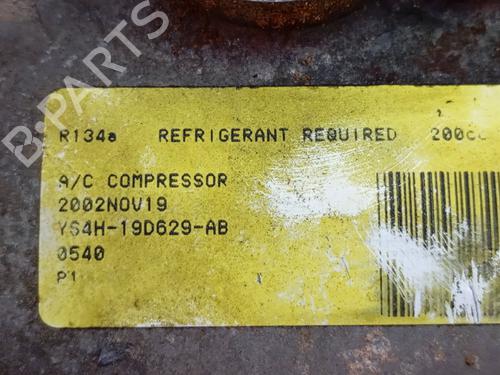 B-PARTS
R134a REFRIGERANT REQUIRED 200cc
A/C COMPRESSOR
2002NOV19
YS4H-19D629-AB
0540
P1